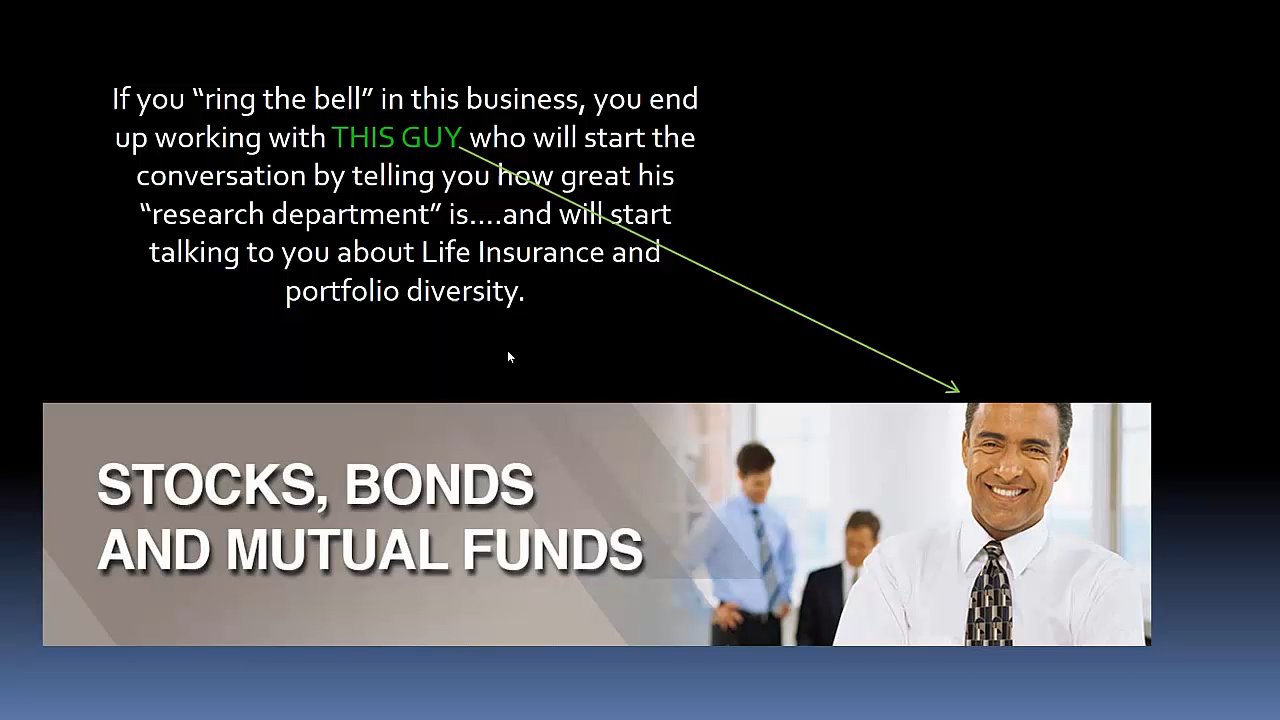 If you “ring the bell” in this business, you end
up working with THIS GUY who will start the
conversation by telling you how great his
“research department” is....and will start
talking to you about Life Insurance and
portfolio diversity.
STOCKS, BONDS
AND MUTUAL FUNDS